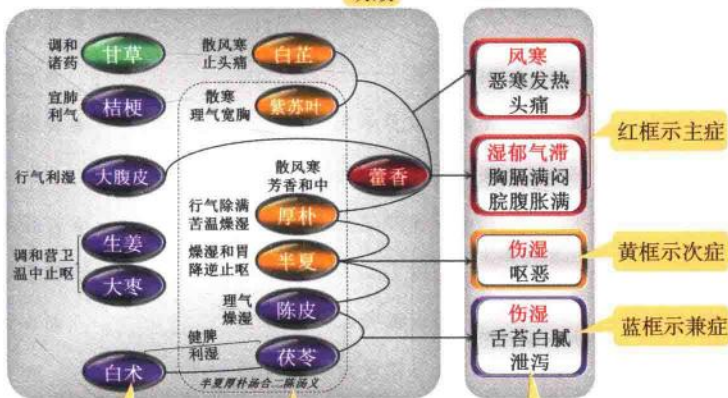 调和
诸药
甘草
散风寒
止头痛
白芷
宣肺
利气
桔梗
散寒
理气宽胸
紫苏叶
行气利湿
大腹皮
散风寒
芳香和中
藿香
行气除满
苦温燥湿
厚朴
调和营卫
温中止呕
生姜
大枣
燥湿和胃
降逆止呕
半夏
理气
燥湿
陈皮
健脾
利湿
茯苓
白术
半夏厚朴汤合二陈汤义
风寒
恶寒发热
头痛
湿郁气滞
胸膈满闷
脘腹胀满
伤湿
呕恶
伤湿
舌苔白腻
泄泻
红框示主症
黄框示次症
蓝框示兼症